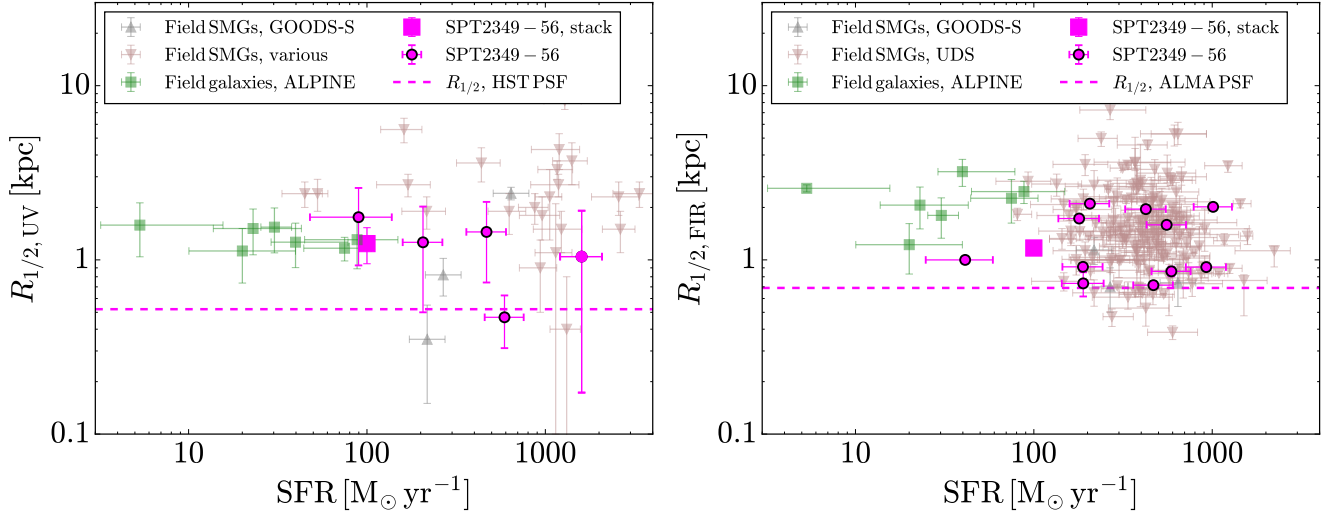 Field SMGs, GOODS-S
Field SMGs, various
Field galaxies, ALPINE
SPT2349 − 56, stack
SPT2349 − 56
R1/2, HST PSF
10
1
0.1
R1/2, UV [kpc]
10
100
1000
SFR [M⊙ yr−1]
Field SMGs, GOODS-S
Field SMGs, UDS
Field galaxies, ALPINE
SPT2349 − 56, stack
SPT2349 − 56
R1/2, ALMA PSF
10
1
0.1
R1/2, FIR [kpc]
10
100
1000
SFR [M⊙ yr−1]